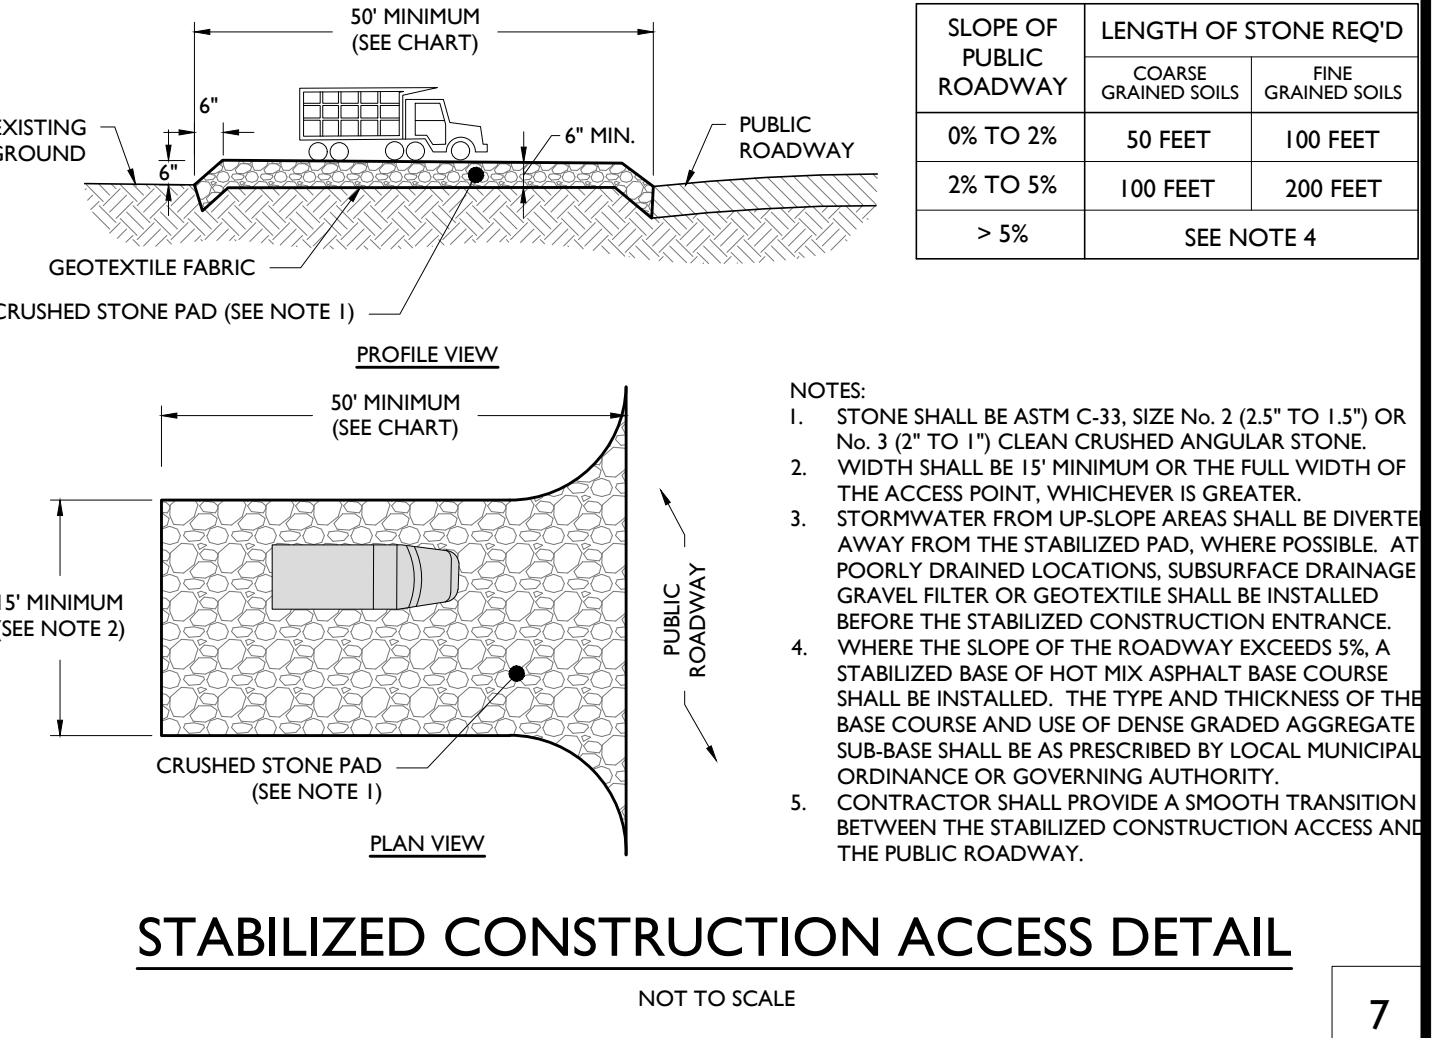 50' MINIMUM
(SEE CHART)
6"
EXISTING
GROUND
6"
6" MIN.
PUBLIC
ROADWAY
GEOTEXTILE FABRIC
CRUSHED STONE PAD (SEE NOTE 1)
PROFILE VIEW
SLOPE OF
PUBLIC
ROADWAY
LENGTH OF STONE REQ'D
COARSE
GRAINED SOILS
FINE
GRAINED SOILS
0% TO 2%
50 FEET
100 FEET
2% TO 5%
100 FEET
200 FEET
> 5%
SEE NOTE 4
50' MINIMUM
(SEE CHART)
15' MINIMUM
(SEE NOTE 2)
PUBLIC
ROADWAY
CRUSHED STONE PAD
(SEE NOTE 1)
PLAN VIEW
NOTES:
1. STONE SHALL BE ASTM C-33, SIZE No. 2 (2.5" TO 1.5") OR
No. 3 (2" TO 1") CLEAN CRUSHED ANGULAR STONE.
2. WIDTH SHALL BE 15' MINIMUM OR THE FULL WIDTH OF
THE ACCESS POINT, WHICHEVER IS GREATER.
3. STORMWATER FROM UP-SLOPE AREAS SHALL BE DIVERTED
AWAY FROM THE STABILIZED PAD, WHERE POSSIBLE. AT
POORLY DRAINED LOCATIONS, SUBSURFACE DRAINAGE
GRAVEL FILTER OR GEOTEXTILE SHALL BE INSTALLED
BEFORE THE STABILIZED CONSTRUCTION ENTRANCE.
4. WHERE THE SLOPE OF THE ROADWAY EXCEEDS 5%, A
STABILIZED BASE OF HOT MIX ASPHALT BASE COURSE
SHALL BE INSTALLED. THE TYPE AND THICKNESS OF THE
BASE COURSE AND USE OF DENSE GRADED AGGREGATE
SUB-BASE SHALL BE AS PRESCRIBED BY LOCAL MUNICIPAL
ORDINANCE OR GOVERNING AUTHORITY.
5. CONTRACTOR SHALL PROVIDE A SMOOTH TRANSITION
BETWEEN THE STABILIZED CONSTRUCTION ACCESS AND
THE PUBLIC ROADWAY.
STABILIZED CONSTRUCTION ACCESS DETAIL
NOT TO SCALE
7